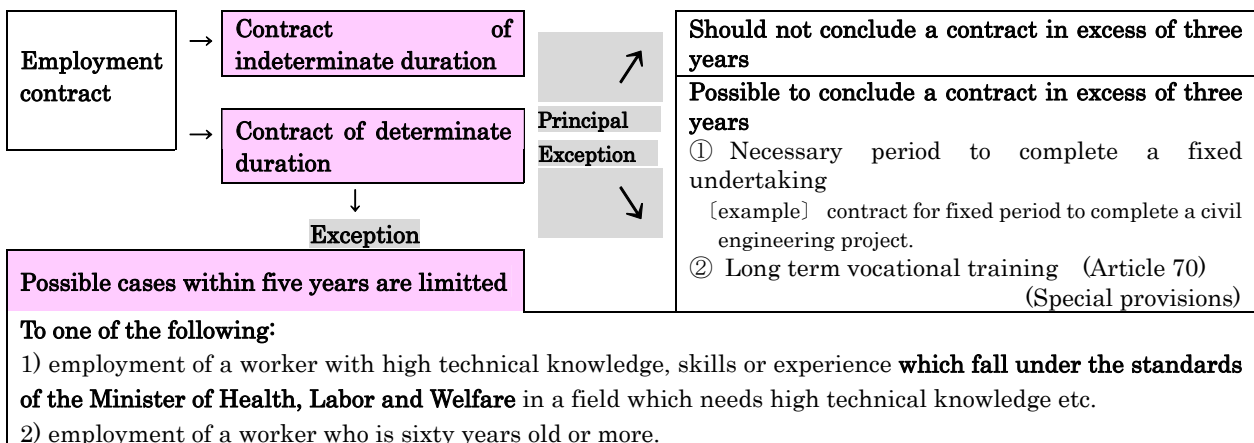 Employment
contract
→
Contract of
indeterminate duration
→
Contract of determinate
duration
↓
Exception
Possible cases within five years are limitted
↗
Principal
Exception
↘
Should not conclude a contract in excess of three
years
Possible to conclude a contract in excess of three
years
① Necessary period to complete a fixed
undertaking
〔example〕 contract for fixed period to complete a civil
engineering project.
② Long term vocational training (Article 70)
(Special provisions)
To one of the following:
1) employment of a worker with high technical knowledge, skills or experience which fall under the standards
of the Minister of Health, Labor and Welfare in a field which needs high technical knowledge etc.
2) employment of a worker who is sixty years old or more.